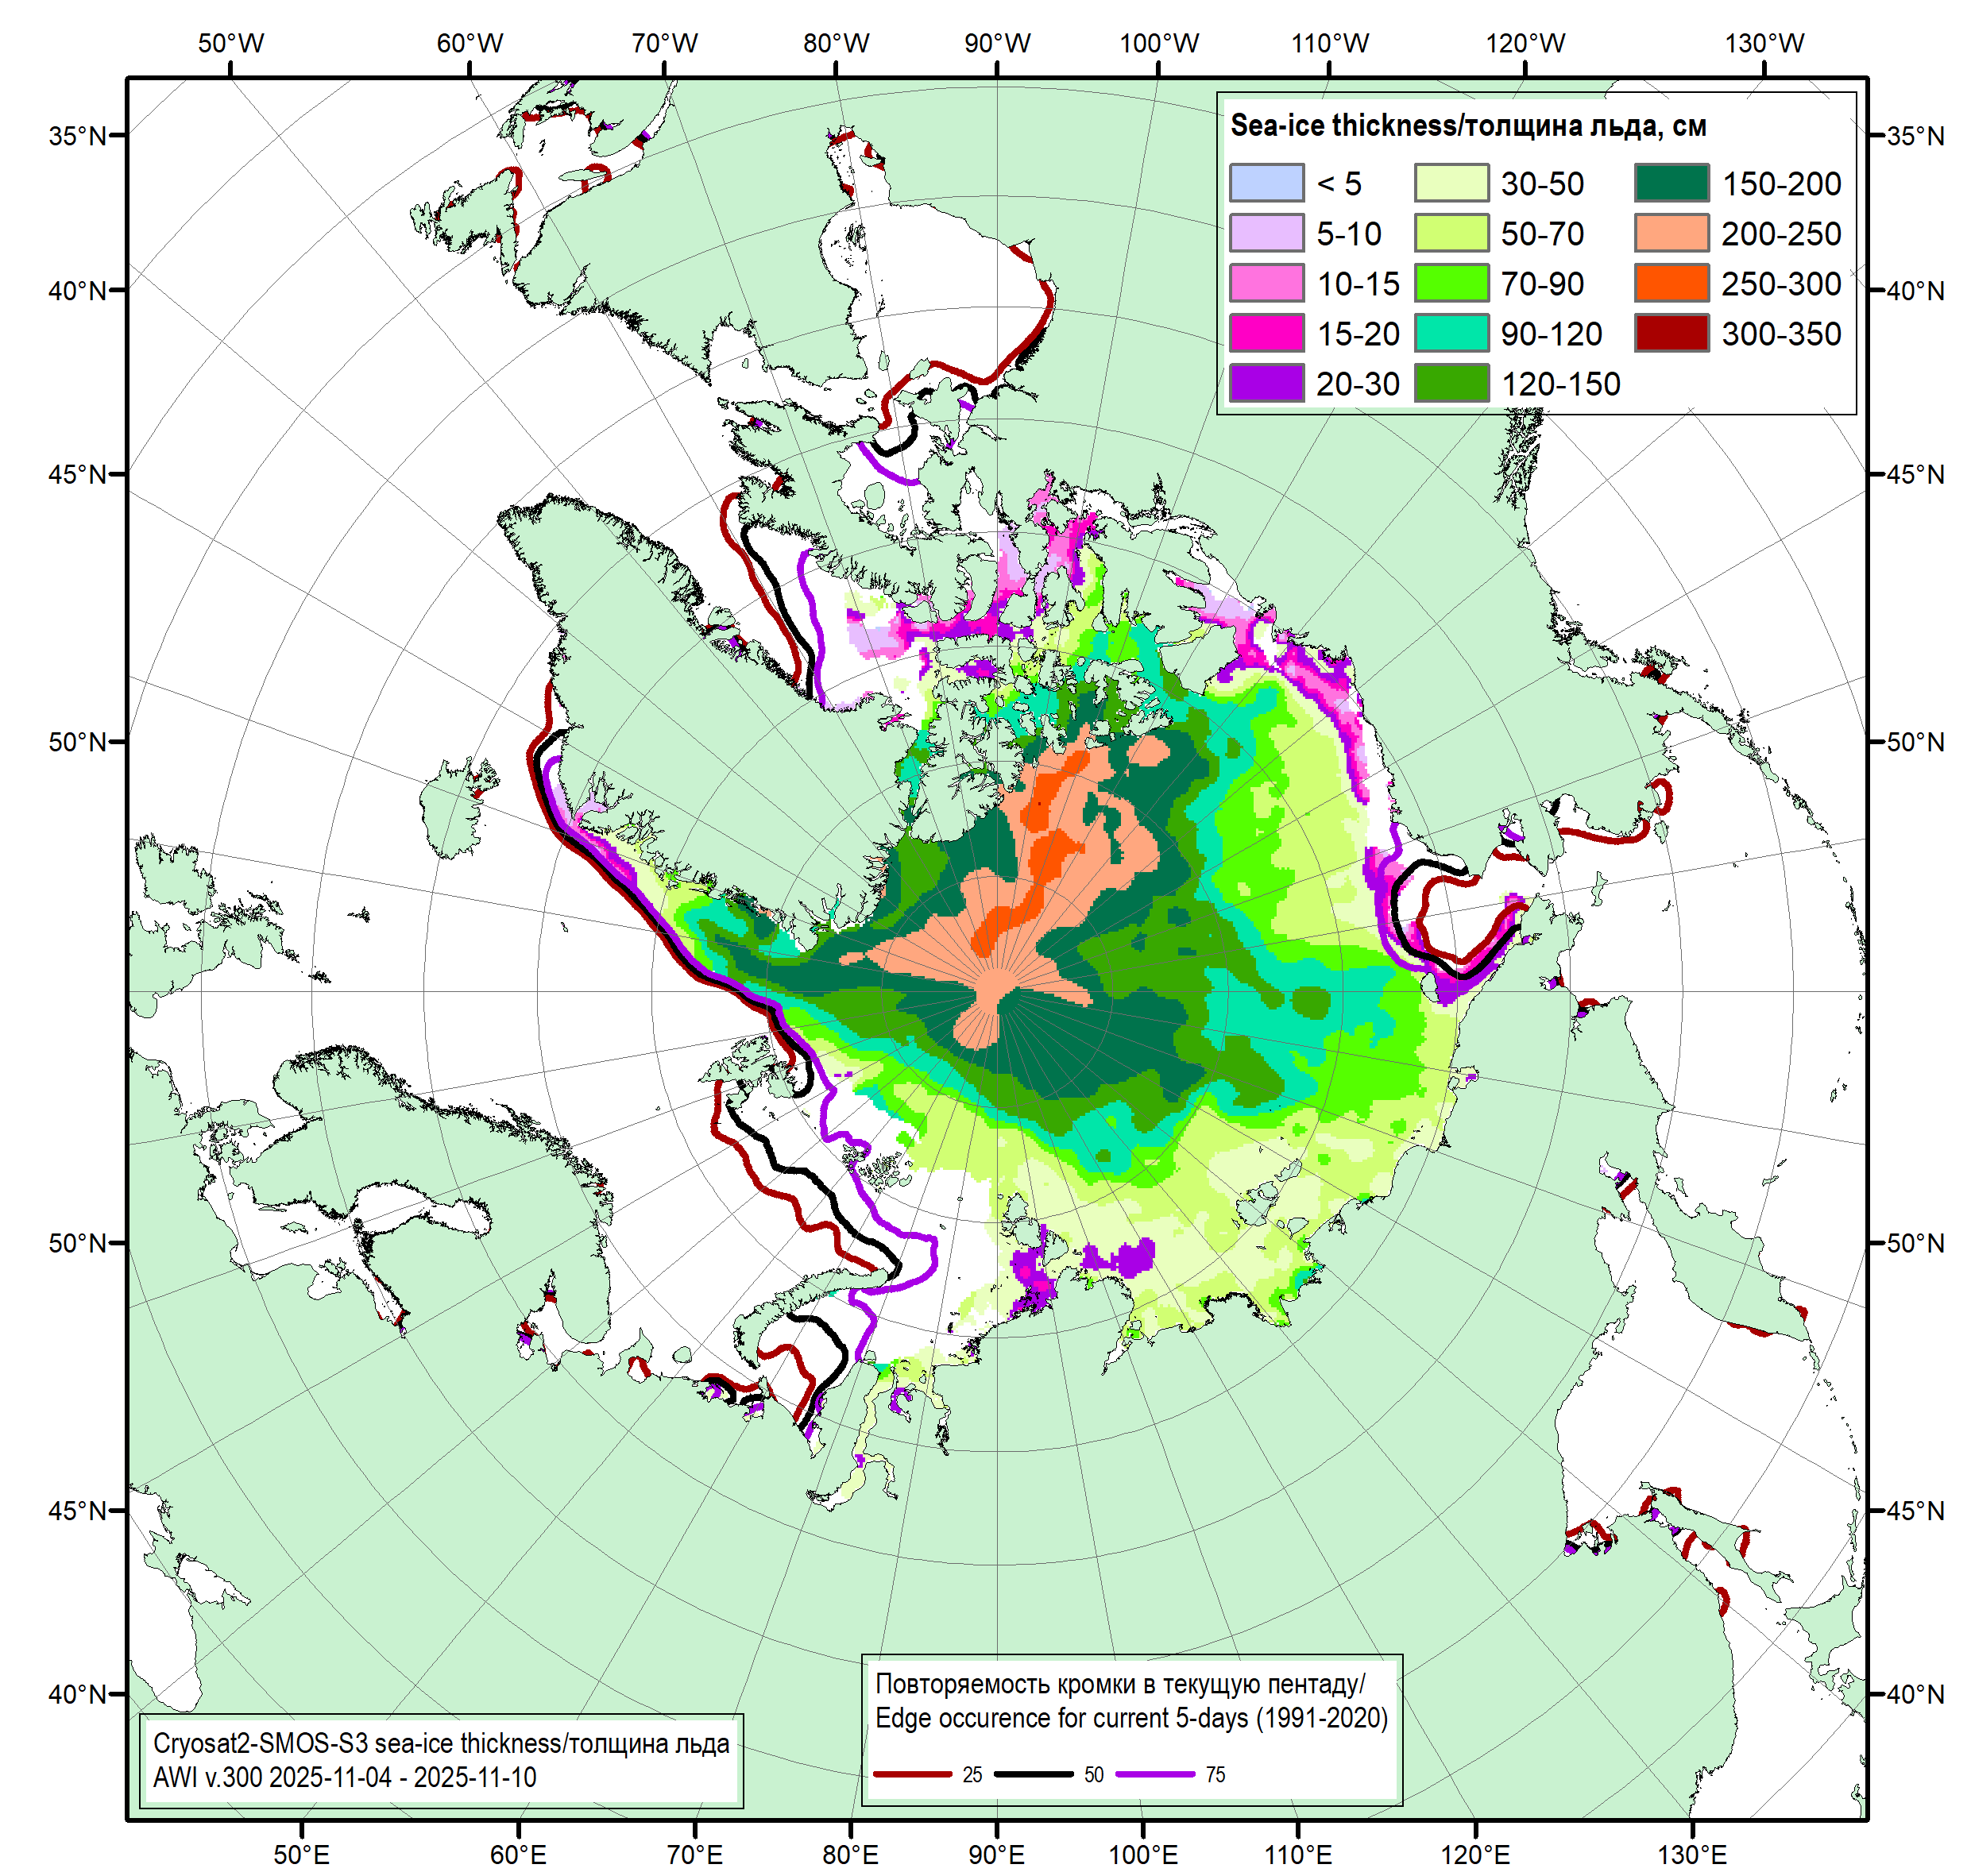 50°W 60°W 70°W 80°W 90°W 100°W 110°W 120°W 130°W
35°N 35°N
40°N 40°N
45°N 45°N
50°N 50°N
50°N 50°N
45°N 45°N
40°N 40°N
Sea-ice thickness/толщина льда, см
< 5 30-50 150-200
5-10 50-70 200-250
10-15 70-90 250-300
15-20 90-120 300-350
20-30 120-150
Повторяемость кромки в текущую пентаду/
Edge occurence for current 5-days (1991-2020)
25 50 75
Cryosat2-SMOS-S3 sea-ice thickness/толщина льда
AWI v.300 2025-11-04 - 2025-11-10
50°E 60°E 70°E 80°E 90°E 100°E 110°E 120°E 130°E